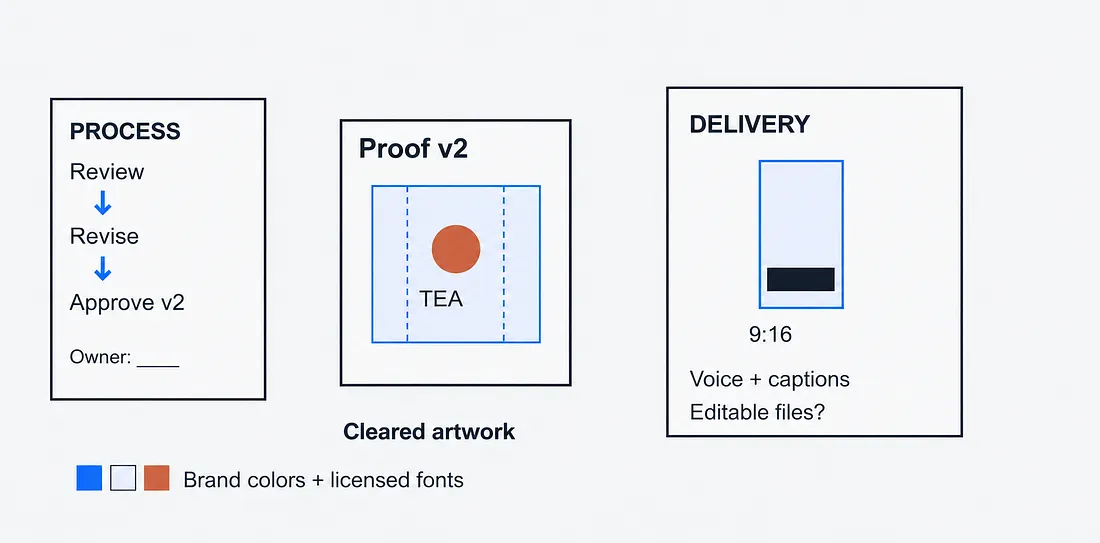 PROCESS
Review
Revise
Approve v2
Owner: ____
Proof v2
TEA
Cleared artwork
Brand colors + licensed fonts
DELIVERY
9:16
Voice + captions
Editable files?